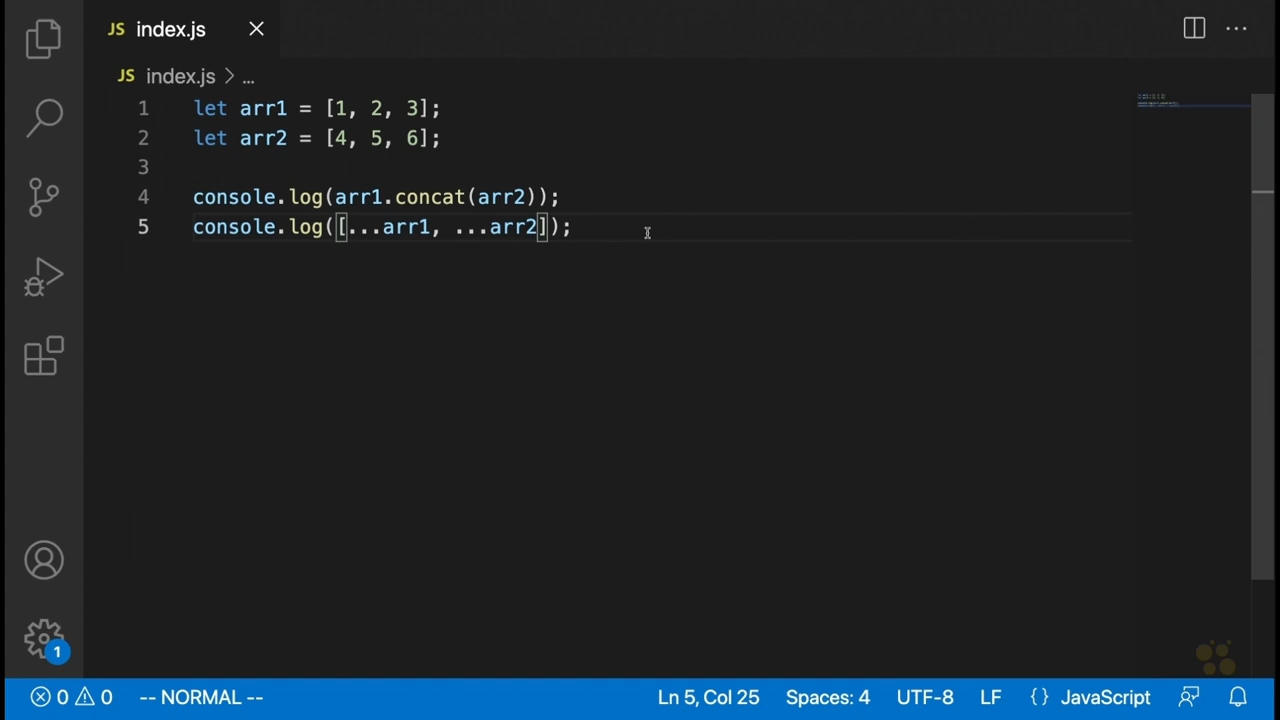 JS index.js
JS index.js > ...
1 let arr1 = [1, 2, 3];
2 let arr2 = [4, 5, 6];
3
4 console.log(arr1.concat(arr2));
5 console.log([...arr1, ...arr2]);
1
0 0 -- NORMAL -- Ln 5, Col 25 Spaces: 4 UTF-8 LF {} JavaScript